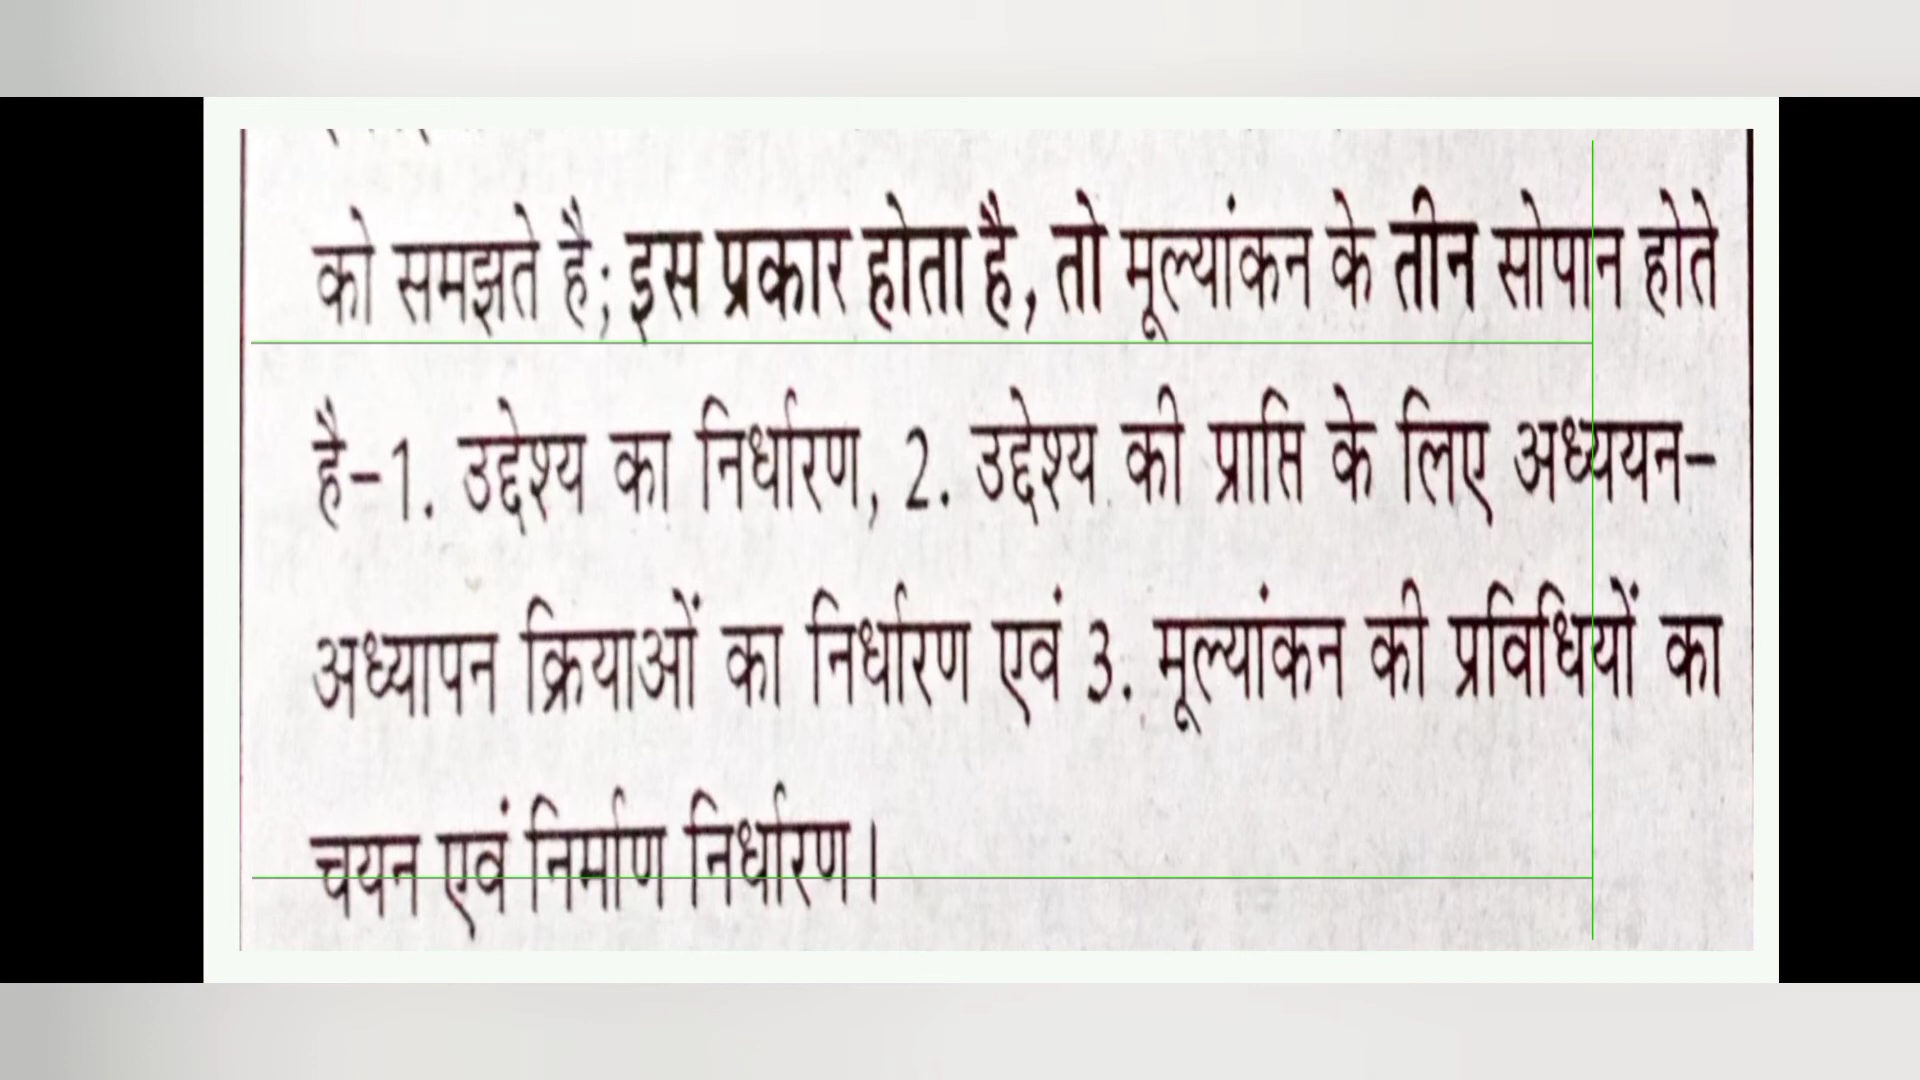 को समझते है; इस प्रकार होता है, तो मूल्यांकन के तीन सोपान होते
है-1. उद्देश्य का निर्धारण, 2. उद्देश्य की प्राप्ति के लिए अध्ययन-
अध्यापन क्रियाओं का निर्धारण एवं 3. मूल्यांकन की प्रविधियों का
चयन एवं निर्माण निर्धारण।